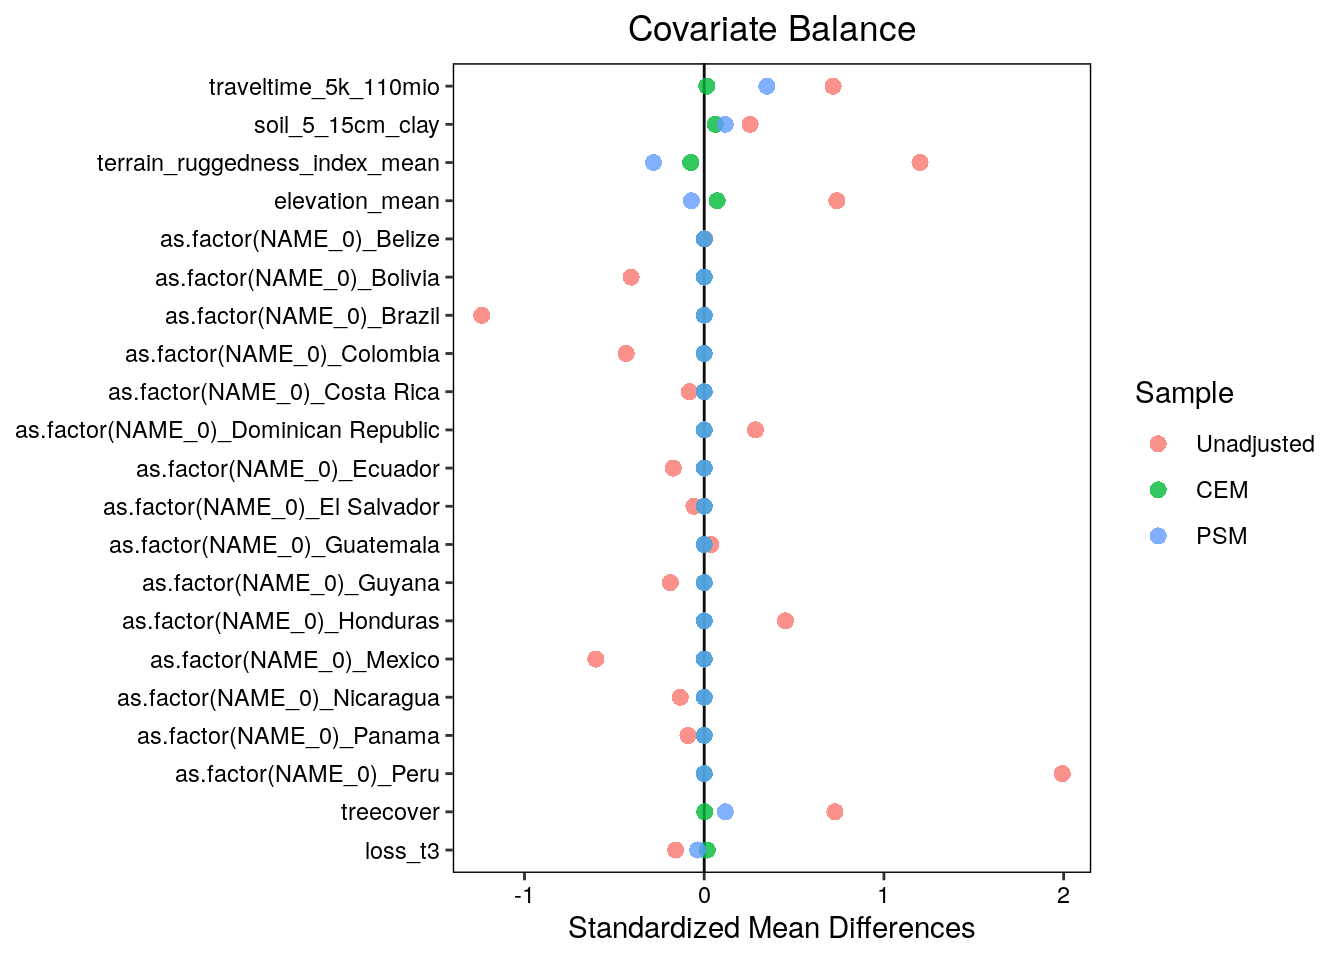 Covariate Balance
traveltime_5k_110mio
soil_5_15cm_clay
terrain_ruggedness_index_mean
elevation_mean
as.factor(NAME_0)_Belize
as.factor(NAME_0)_Bolivia
as.factor(NAME_0)_Brazil
as.factor(NAME_0)_Colombia
as.factor(NAME_0)_Costa Rica
as.factor(NAME_0)_Dominican Republic
as.factor(NAME_0)_Ecuador
as.factor(NAME_0)_El Salvador
as.factor(NAME_0)_Guatemala
as.factor(NAME_0)_Guyana
as.factor(NAME_0)_Honduras
as.factor(NAME_0)_Mexico
as.factor(NAME_0)_Nicaragua
as.factor(NAME_0)_Panama
as.factor(NAME_0)_Peru
treecover
loss_t3
-1 0 1 2
Standardized Mean Differences
Sample
Unadjusted
CEM
PSM